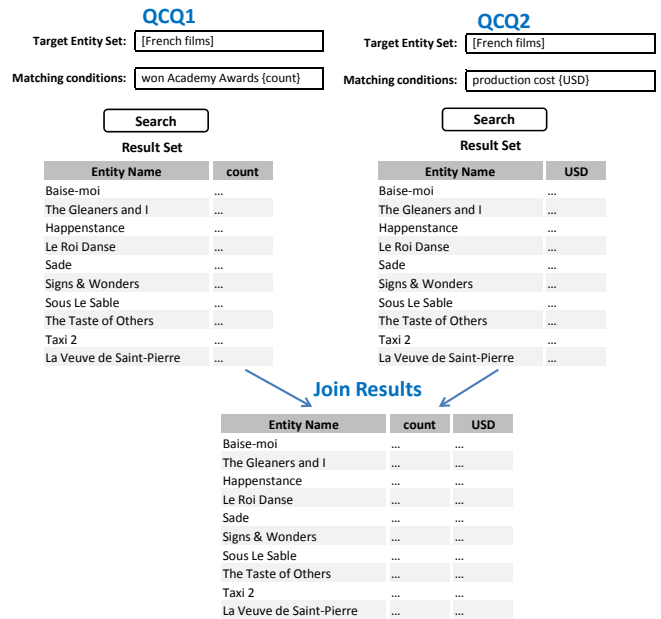 QCQ1
Target Entity Set: [French films]
Matching conditions: won Academy Awards {count}
Search
Result Set
Entity Name count
Baise-moi ...
The Gleaners and I ...
Happenstance ...
Le Roi Danse ...
Sade ...
Signs & Wonders ...
Sous Le Sable ...
The Taste of Others ...
Taxi 2 ...
La Veuve de Saint-Pierre ...
QCQ2
Target Entity Set: [French films]
Matching conditions: production cost {USD}
Search
Result Set
Entity Name USD
Baise-moi ...
The Gleaners and I ...
Happenstance ...
Le Roi Danse ...
Sade ...
Signs & Wonders ...
Sous Le Sable ...
The Taste of Others ...
Taxi 2 ...
La Veuve de Saint-Pierre ...
Join Results
Entity Name count USD
Baise-moi ... ...
The Gleaners and I ... ...
Happenstance ... ...
Le Roi Danse ... ...
Sade ... ...
Signs & Wonders ... ...
Sous Le Sable ... ...
The Taste of Others ... ...
Taxi 2 ... ...
La Veuve de Saint-Pierre ... ...